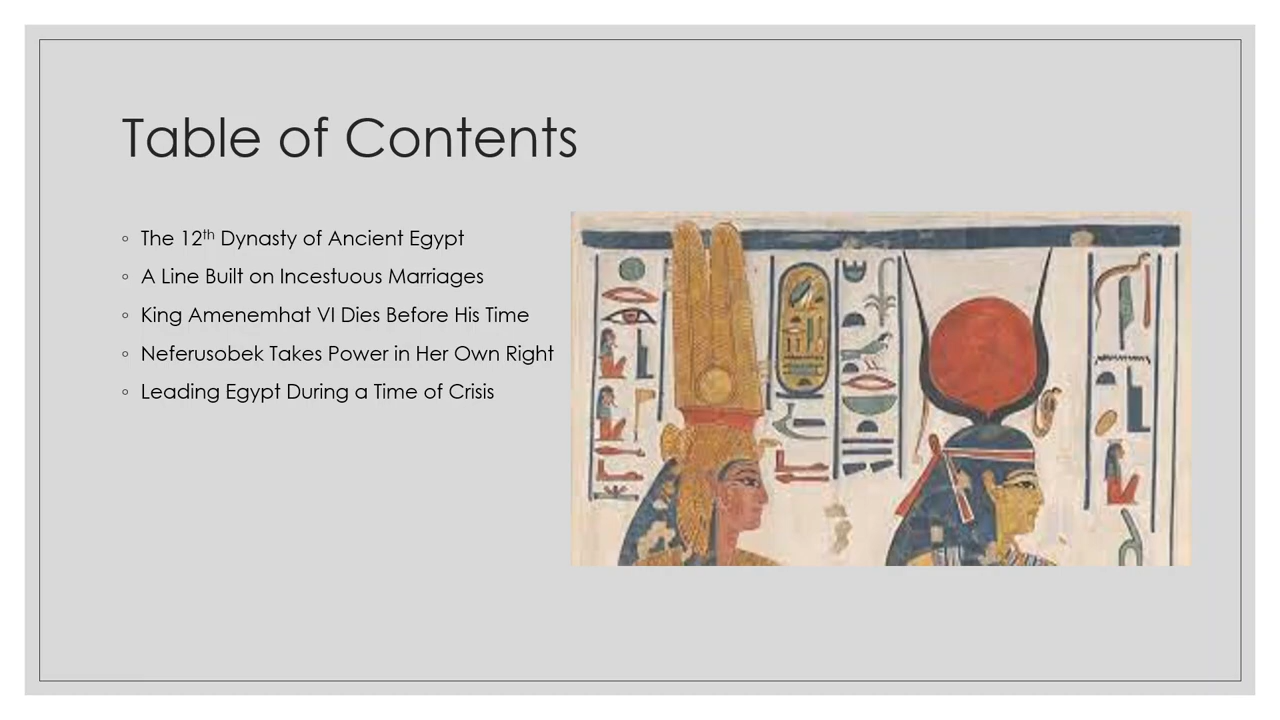 Table of Contents
The 12th Dynasty of Ancient Egypt
A Line Built on Incestuous Marriages
King Amenemhat VI Dies Before His Time
Neferusobek Takes Power in Her Own Right
Leading Egypt During a Time of Crisis